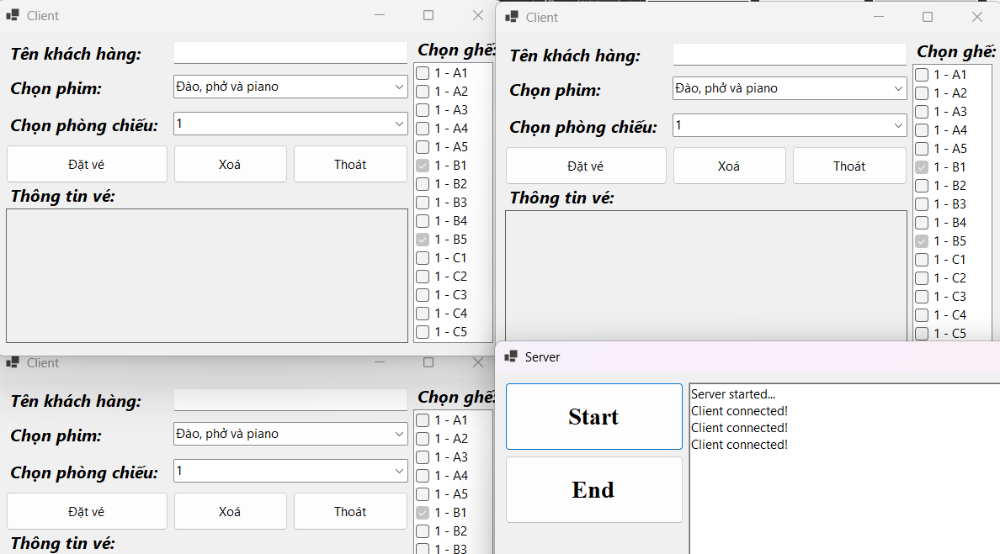 Client
Tên khách hàng:
Chọn ghế:
Chọn phim:
Đào, phở và piano
Chọn phòng chiếu:
1
Đặt vé
Xoá
Thoát
Thông tin vé:
1 - A1
1 - A2
1 - A3
1 - A4
1 - A5
1 - B1
1 - B2
1 - B3
1 - B4
1 - B5
1 - C1
1 - C2
1 - C3
1 - C4
1 - C5
Client
Tên khách hàng:
Chọn ghế:
Chọn phim:
Đào, phở và piano
Chọn phòng chiếu:
1
Đặt vé
Xoá
Thoát
Thông tin vé:
1 - A1
1 - A2
1 - A3
1 - A4
1 - A5
1 - B1
1 - B2
1 - B3
1 - B4
1 - B5
1 - C1
1 - C2
1 - C3
1 - C4
1 - C5
Client
Tên khách hàng:
Chọn ghế:
Chọn phim:
Đào, phở và piano
Chọn phòng chiếu:
1
Đặt vé
Xoá
Thoát
Thông tin vé:
1 - A1
1 - A2
1 - A3
1 - A4
1 - A5
1 - B1
1 - B2
1 - B3
Server
Start
End
Server started...
Client connected!
Client connected!
Client connected!